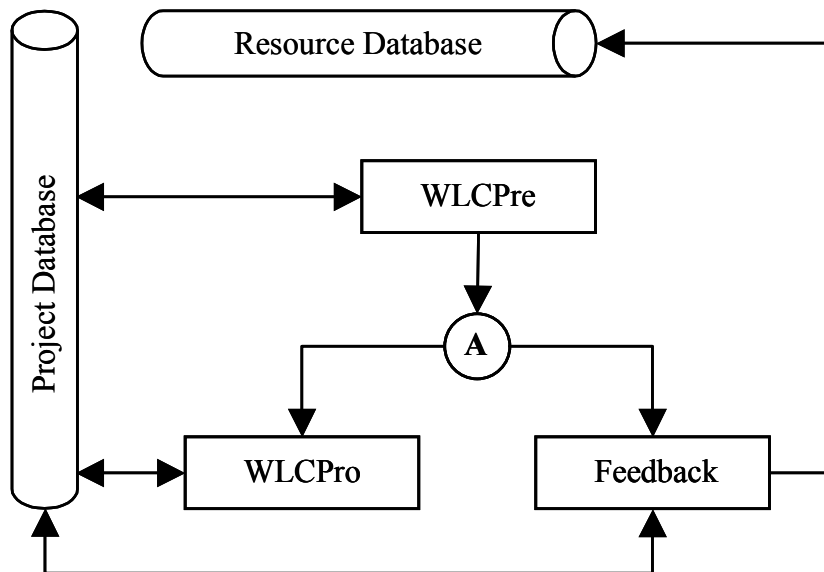 Resource Database
Project Database
WLCPre
A
WLCPro
Feedback